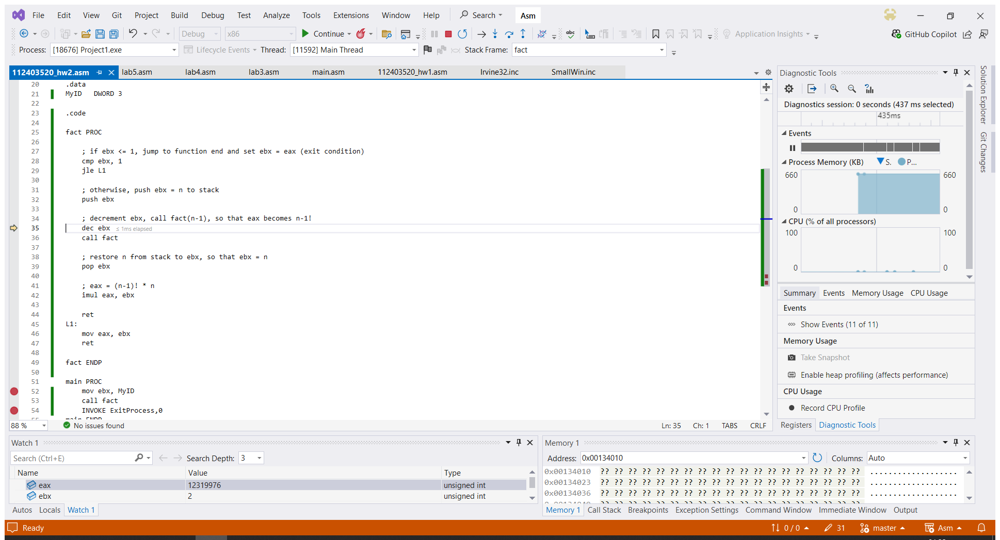 File Edit View Git Project Build Debug Test Analyze Tools Extensions Window Help Search Asm
Debug x86 Continue Application Insights GitHub Copilot
Process: [18676] Project1.exe Lifecycle Events Thread: [11592] Main Thread Stack Frame: fact
112403520_hw2.asm lab5.asm lab4.asm lab3.asm main.asm 112403520_hw1.asm Irvine32.inc SmallWin.inc
20 .data
21 MyID DWORD 3
22
23 .code
24
25 fact PROC
26
27 ; if ebx <= 1, jump to function end and set ebx = eax (exit condition)
28 cmp ebx, 1
29 jle L1
30
31 ; otherwise, push ebx = n to stack
32 push ebx
33
34 ; decrement ebx, call fact(n-1), so that eax becomes n-1!
35 dec ebx ≤ 1ms elapsed
36 call fact
37
38 ; restore n from stack to ebx, so that ebx = n
39 pop ebx
40
41 ; eax = (n-1)! * n
42 imul eax, ebx
43
44 ret
45 L1:
46 mov eax, ebx
47 ret
48
49 fact ENDP
50
51 main PROC
52 mov ebx, MyID
53 call fact
54 INVOKE ExitProcess,0
55 main ENDP
88 % No issues found Ln: 35 Ch: 1 TABS CRLF
Diagnostic Tools
Diagnostics session: 0 seconds (437 ms selected)
435ms
Events
Process Memory (KB) S. P...
660 660
0 0
CPU (% of all processors)
100 100
0 0
Summary Events Memory Usage CPU Usage
Events
Show Events (11 of 11)
Memory Usage
Take Snapshot
Enable heap profiling (affects performance)
CPU Usage
Record CPU Profile
Registers Diagnostic Tools
Solution Explorer
Git Changes
Watch 1
Search (Ctrl+E) Search Depth: 3
Name Value Type
eax 12319976 unsigned int
ebx 2 unsigned int
Autos Locals Watch 1
Memory 1
Address: 0x00134010 Columns: Auto
0x00134010 ?? ?? ?? ?? ?? ?? ?? ?? ?? ?? ?? ?? ?? ?? ?? ?? ?? ?? ?? ...................
0x00134023 ?? ?? ?? ?? ?? ?? ?? ?? ?? ?? ?? ?? ?? ?? ?? ?? ?? ?? ?? ...................
0x00134036 ?? ?? ?? ?? ?? ?? ?? ?? ?? ?? ?? ?? ?? ?? ?? ?? ?? ?? ?? ...................
0x00134049 ?? ?? ?? ?? ?? ?? ?? ?? ?? ?? ?? ?? ?? ?? ?? ?? ?? ?? ??
Memory 1 Call Stack Breakpoints Exception Settings Command Window Immediate Window Output
Ready 0 / 0 31 master Asm